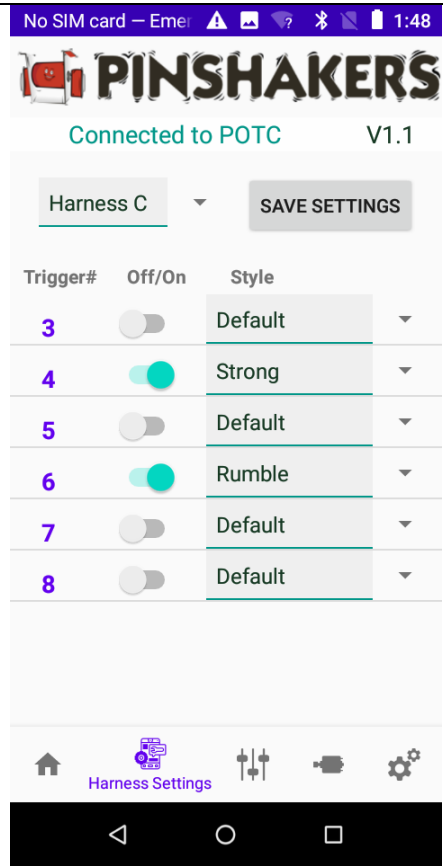 No SIM card — Emer ? 1:48
PINSHAKERS
Connected to POTC V1.1
Harness C SAVE SETTINGS
Trigger# Off/On Style
3 Default
4 Strong
5 Default
6 Rumble
7 Default
8 Default
Harness Settings